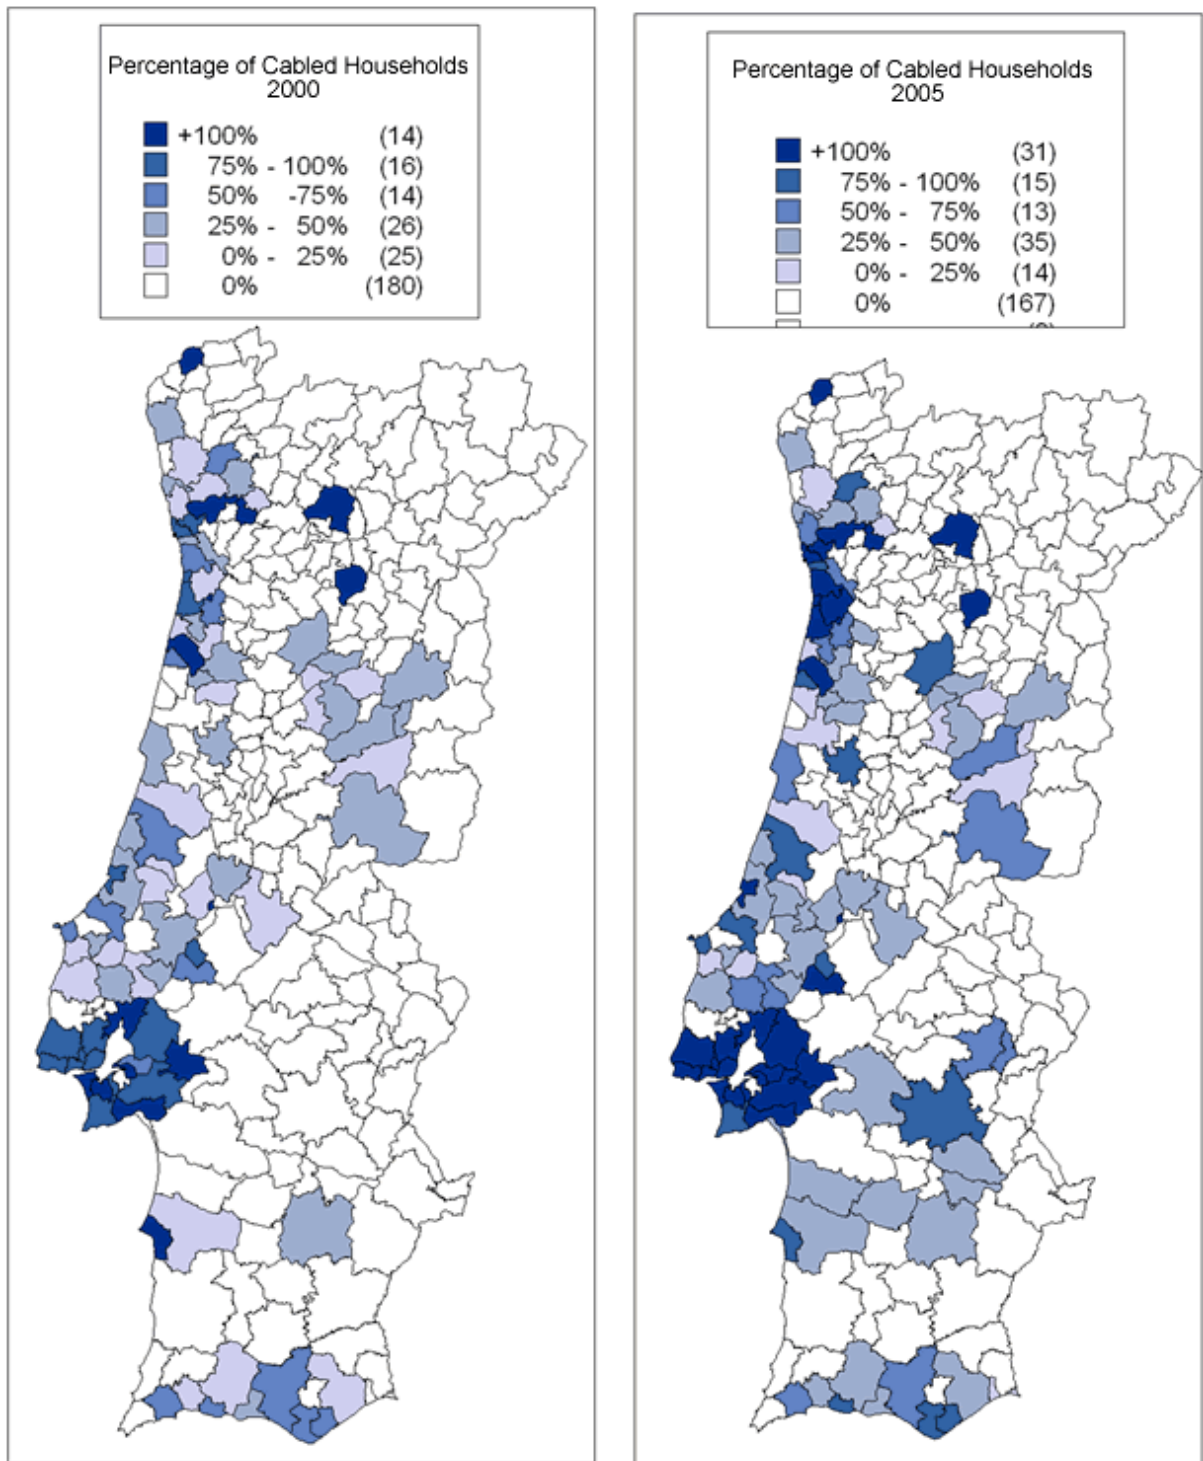 Percentage of Cabled Households
2000
+100% (14)
75% - 100% (16)
50% -75% (14)
25% - 50% (26)
0% - 25% (25)
0% (180)
Percentage of Cabled Households
2005
+100% (31)
75% - 100% (15)
50% - 75% (13)
25% - 50% (35)
0% - 25% (14)
0% (167)